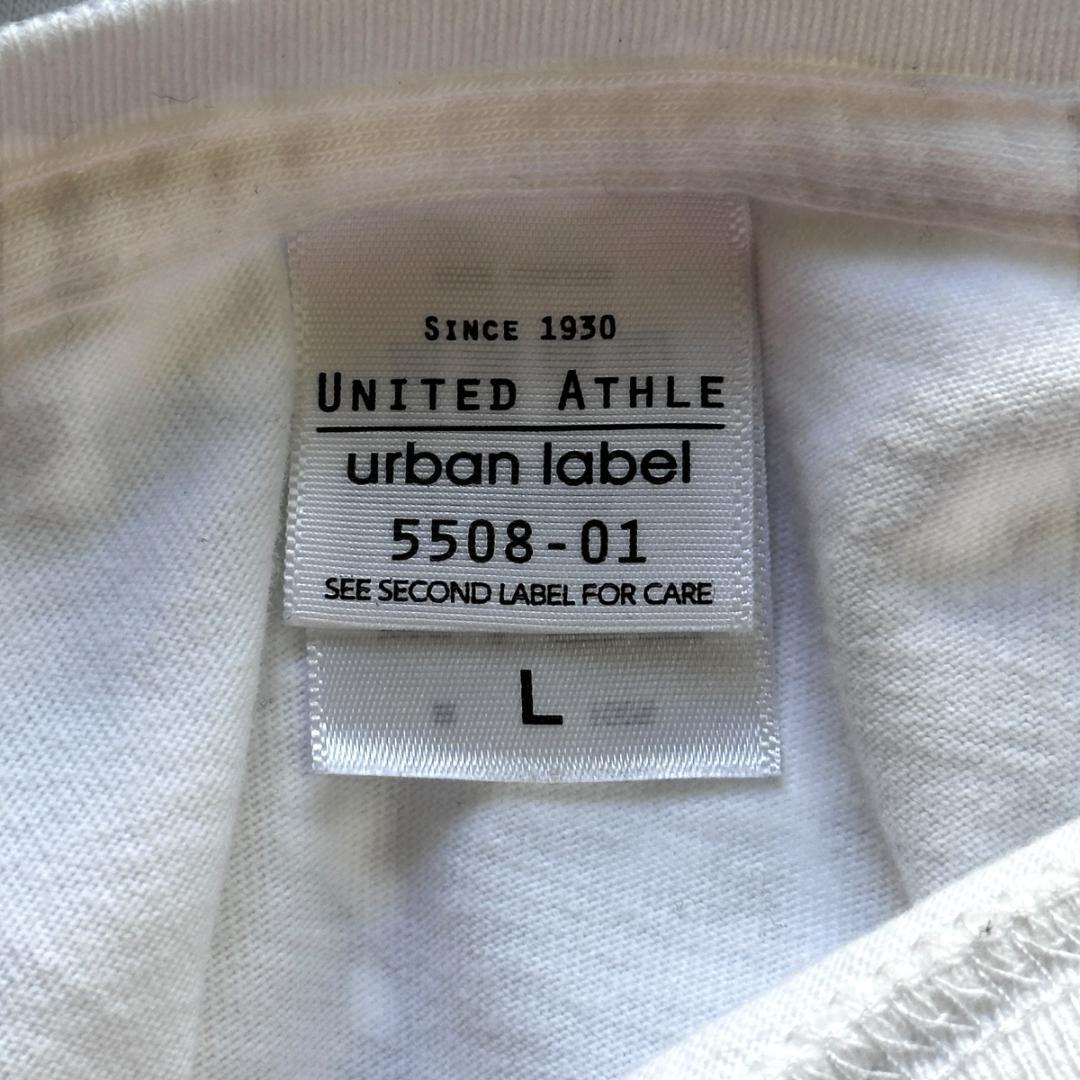 SINCE 1930
UNITED ATHLE
urban label
5508-01
SEE SECOND LABEL FOR CARE
L